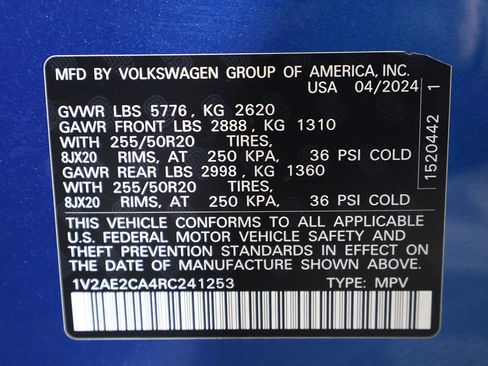 MFD BY VOLKSWAGEN GROUP OF AMERICA, INC.
USA 04/2024
GVWR LBS 5776, KG 2620
GAWR FRONT LBS 2888, KG 1310
WITH 255/50R20 TIRES,
8JX20 RIMS, AT 250 KPA, 36 PSI COLD
GAWR REAR LBS 2998, KG 1360
WITH 255/50R20 TIRES,
8JX20 RIMS, AT 250 KPA, 36 PSI COLD
THIS VEHICLE CONFORMS TO ALL APPLICABLE
U.S. FEDERAL MOTOR VEHICLE SAFETY AND
THEFT PREVENTION STANDARDS IN EFFECT ON
THE DATE OF MANUFACTURE SHOWN ABOVE.
1V2AE2CA4RC241253 TYPE: MPV
1520442 1